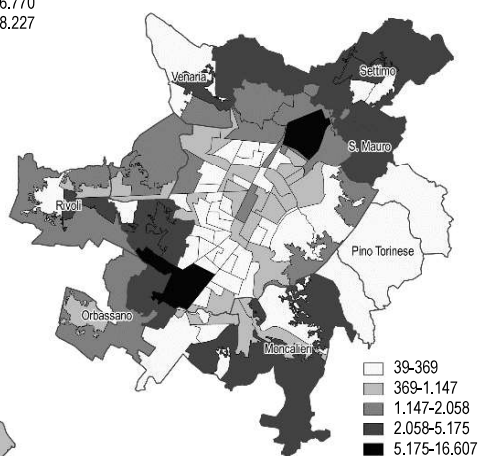 6.770
8.227
Venaria
Settimo
S. Mauro
Rivoli
Pino Torinese
Orbassano
Moncalieri
39-369
369-1.147
1.147-2.058
2.058-5.175
5.175-16.607